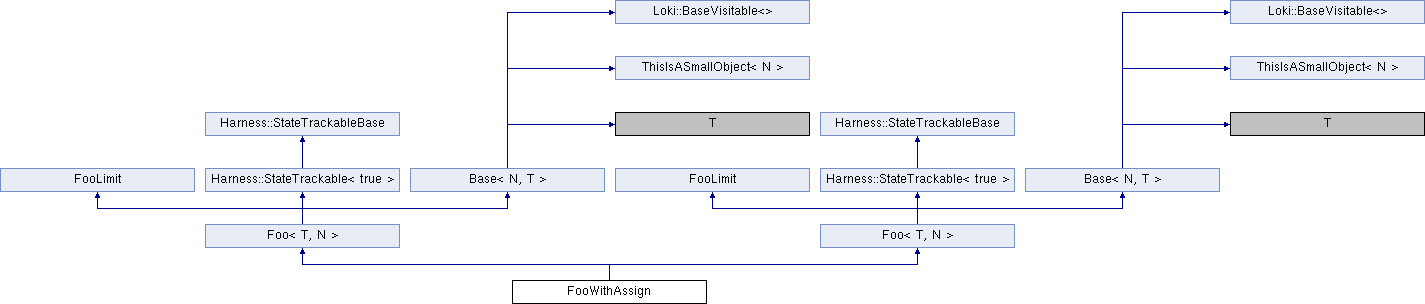 Loki::BaseVisitable<>
Loki::BaseVisitable<>
ThisIsASmallObject< N >
ThisIsASmallObject< N >
Harness::StateTrackableBase
T
Harness::StateTrackableBase
T
FooLimit
Harness::StateTrackable< true >
Base< N, T >
FooLimit
Harness::StateTrackable< true >
Base< N, T >
Foo< T, N >
Foo< T, N >
FooWithAssign